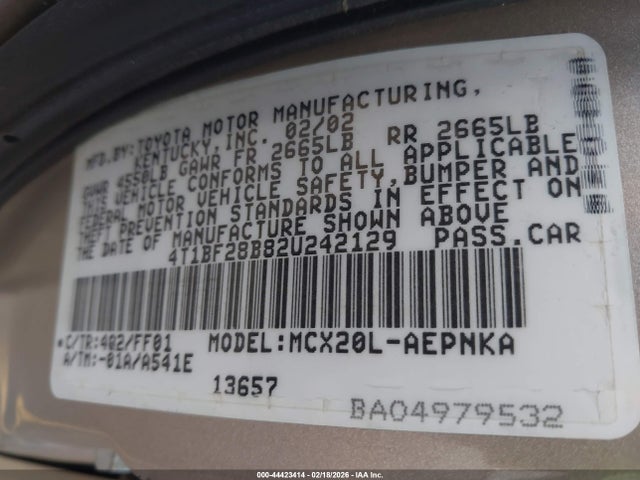 MFD.BY:TOYOTA MOTOR MANUFACTURING,
KENTUCKY,INC. 02/02
GVWR 4550LB GAWR FR 2665LB RR 2665LB
THIS VEHICLE CONFORMS TO ALL APPLICABLE
FEDERAL MOTOR VEHICLE SAFETY,BUMPER AND
THEFT PREVENTION STANDARDS IN EFFECT ON
THE DATE OF MANUFACTURE SHOWN ABOVE
4T1BF28B82U242129 PASS.CAR
C/TR:4Q2/FF01 MODEL:MCX20L-AEPNKA
A/TM:-01A/A541E
13657
BA04979532
000-44423414 | 02/18/2026 - IAA Inc.